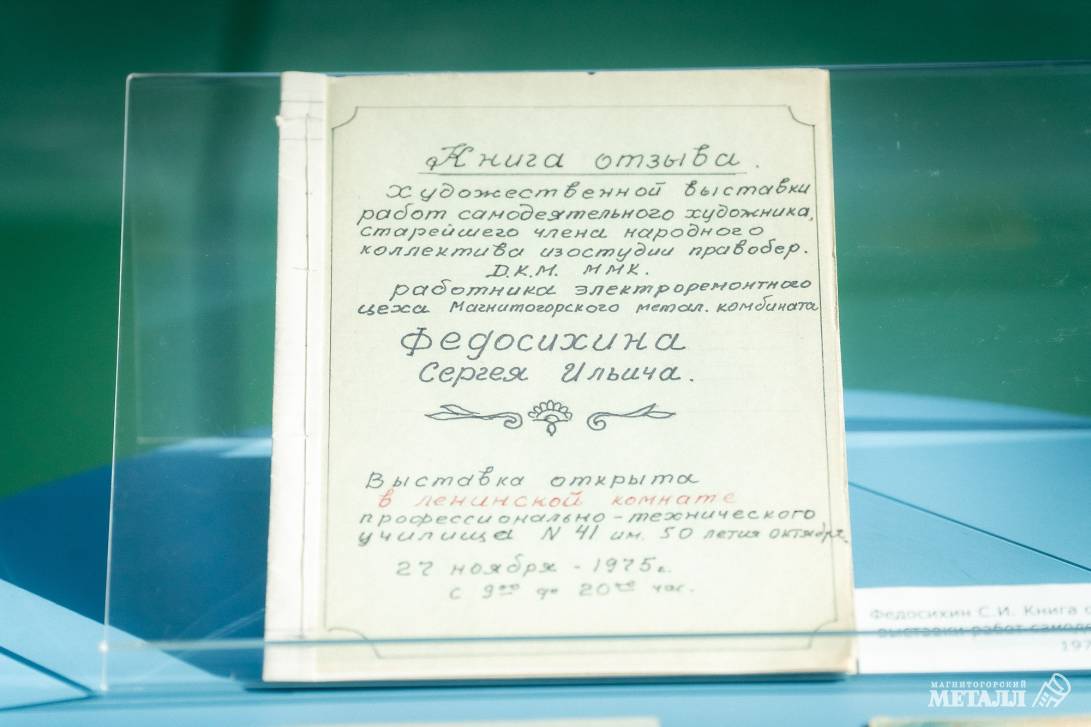 Книга отзыва.
художественной выставки
работ самодеятельного художника,
старейшего члена народного
коллектива изостудии правобер.
Д.К.М. ММК.
работника электроремонтного
цеха Магнитогорского метал. комбината
Федосихина
Сергея Ильича.
Выставка открыта
в ленинской комнате
профессионально-технического
училища N 41 им. 50 летия октября.
27 ноября - 1975г.
с 9⁰⁰ до 20⁰⁰ час.
Федосихин С.И. Книга о
выставки работ самоде
197
МАГНИТОГОРСКИЙ
МЕТАЛЛ